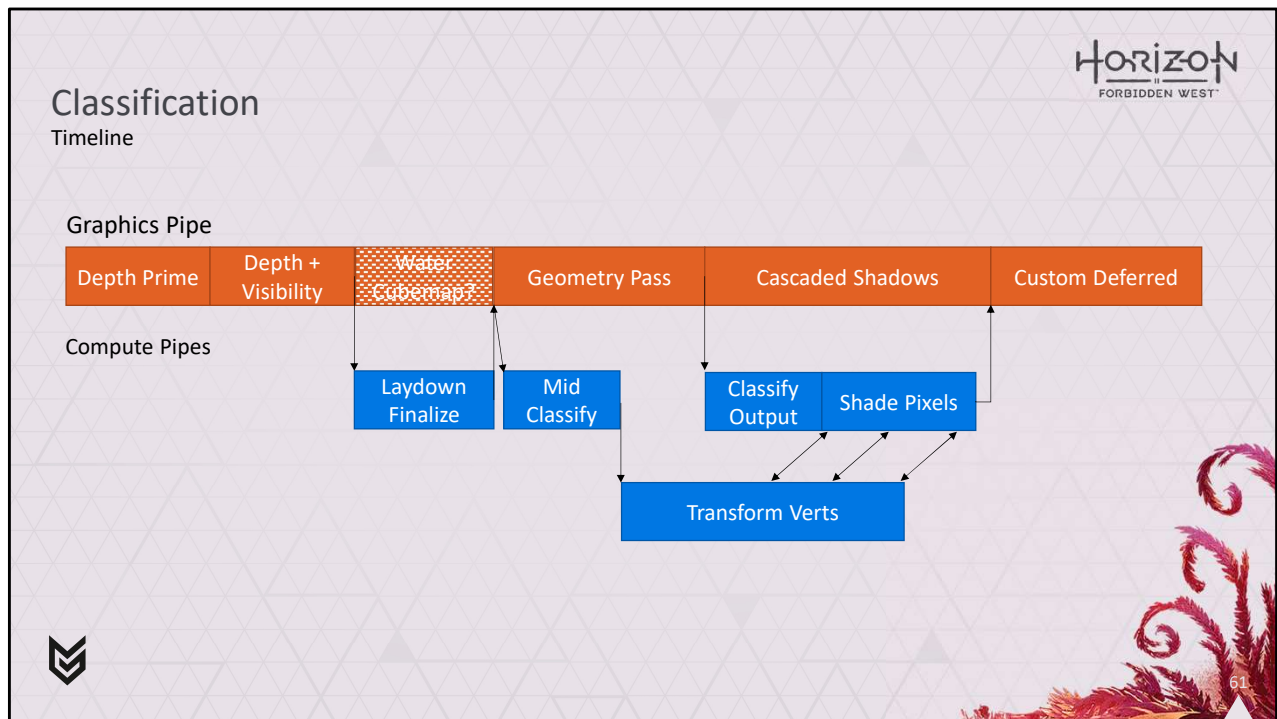 HORIZON
FORBIDDEN WEST™
Classification
Timeline
Graphics Pipe
Depth Prime
Depth +
Visibility
Water
Cubemap?
Geometry Pass
Cascaded Shadows
Custom Deferred
Compute Pipes
Laydown
Finalize
Mid
Classify
Classify
Output
Shade Pixels
Transform Verts
61